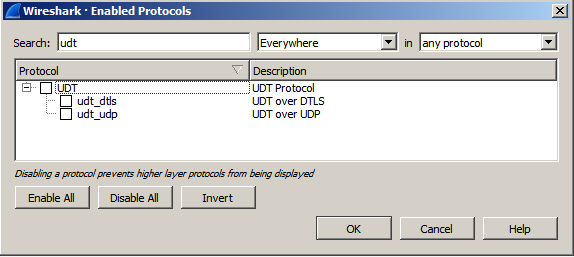 Wireshark · Enabled Protocols
Search: udt Everywhere in any protocol
Protocol Description
UDT UDT Protocol
udt_dtls UDT over DTLS
udt_udp UDT over UDP
Disabling a protocol prevents higher layer protocols from being displayed
Enable All Disable All Invert
OK Cancel Help